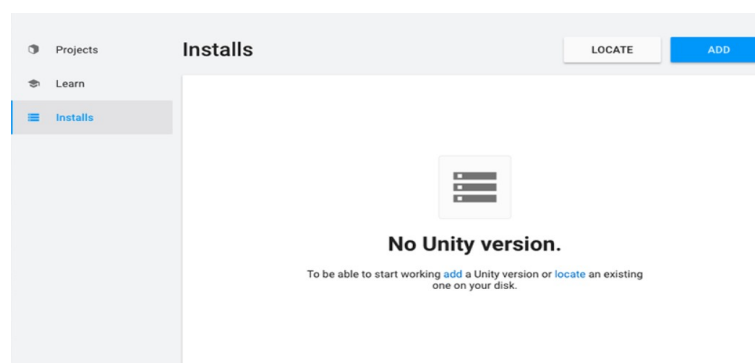 Projects
Installs
LOCATE
ADD
Learn
Installs
No Unity version.
To be able to start working add a Unity version or locate an existing
one on your disk.